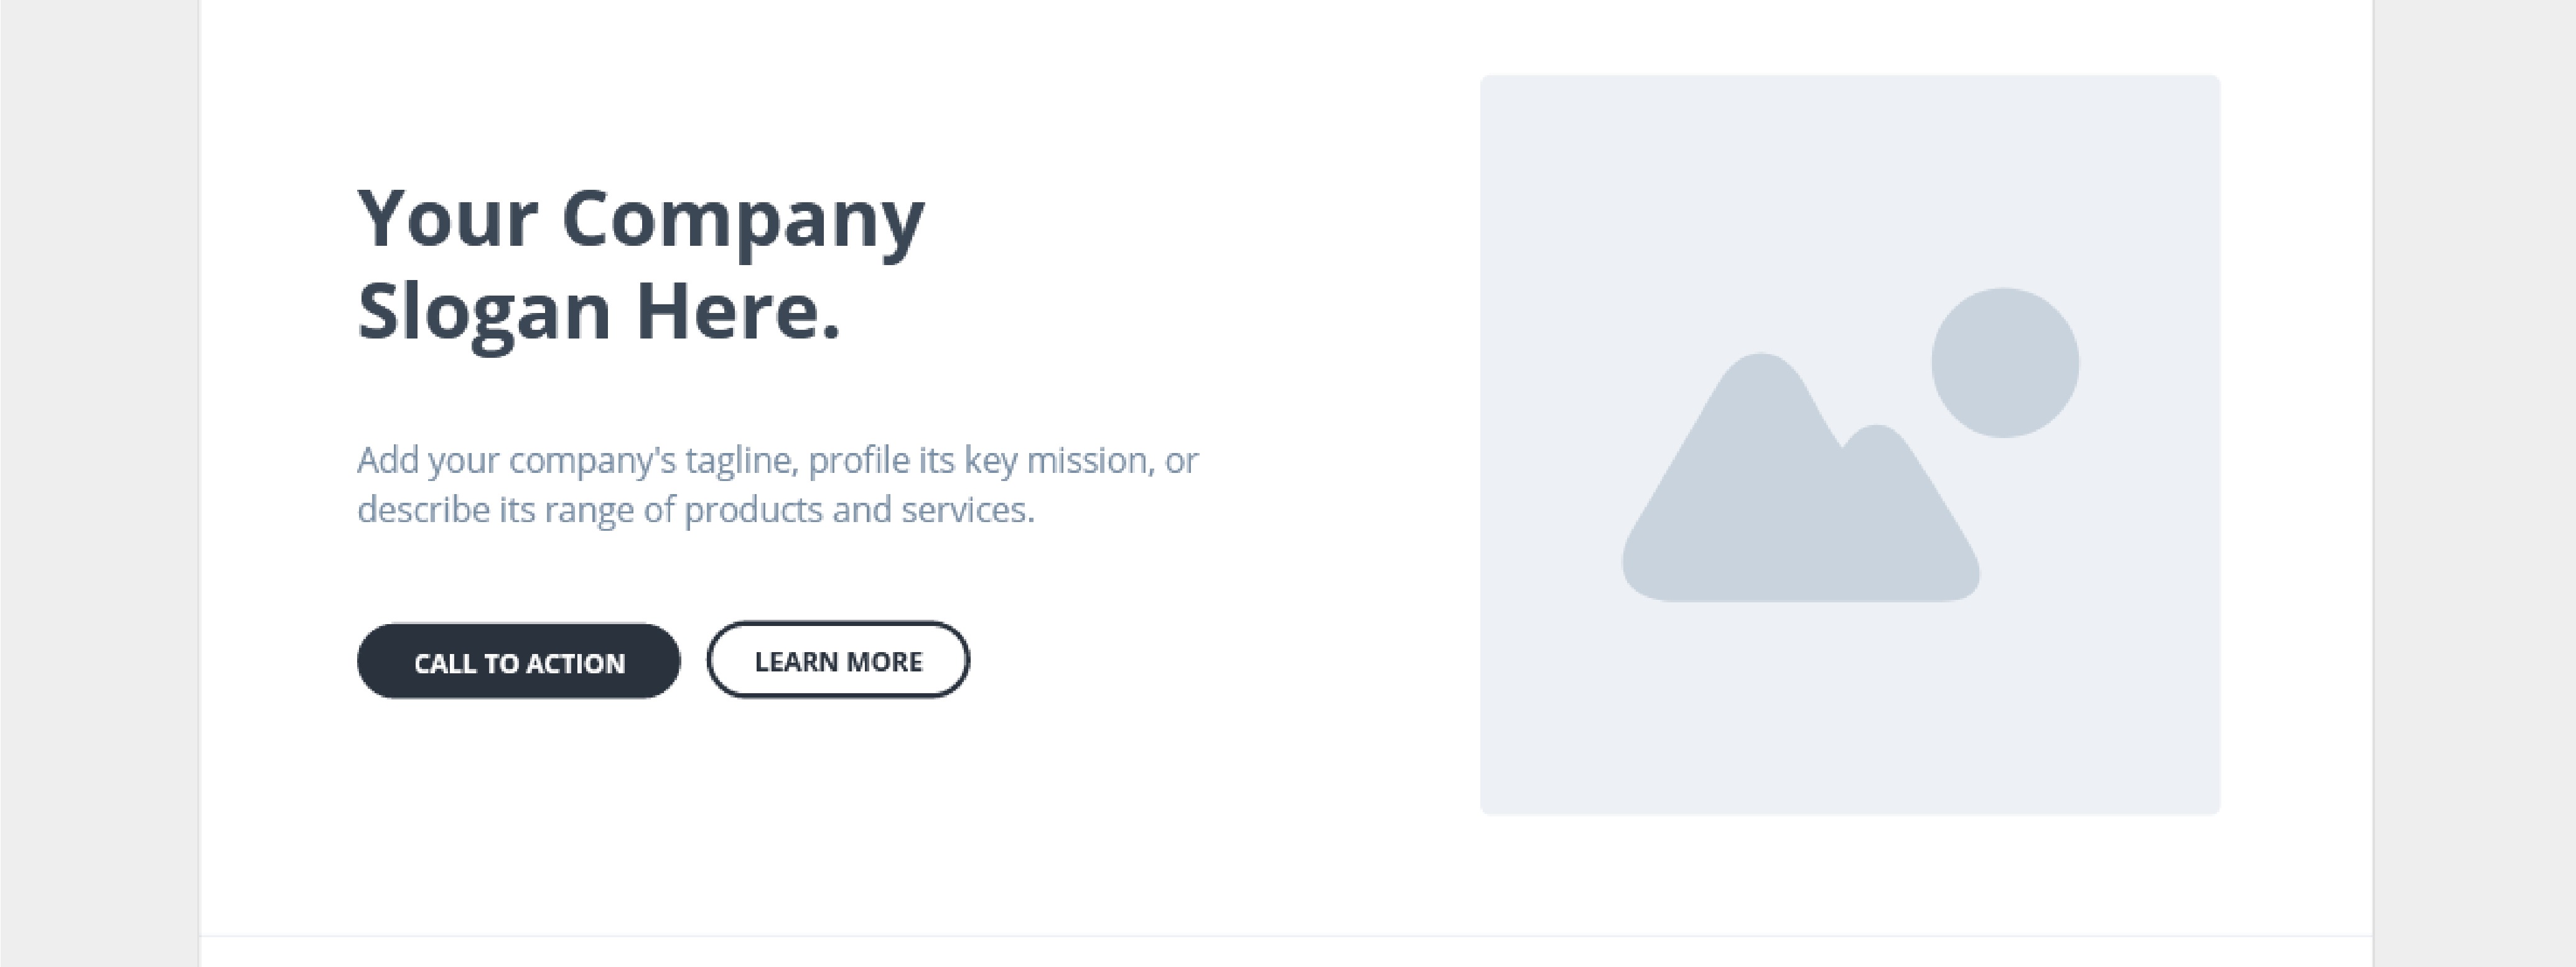 Your Company
Slogan Here.
Add your company's tagline, profile its key mission, or
describe its range of products and services.
CALL TO ACTION
LEARN MORE